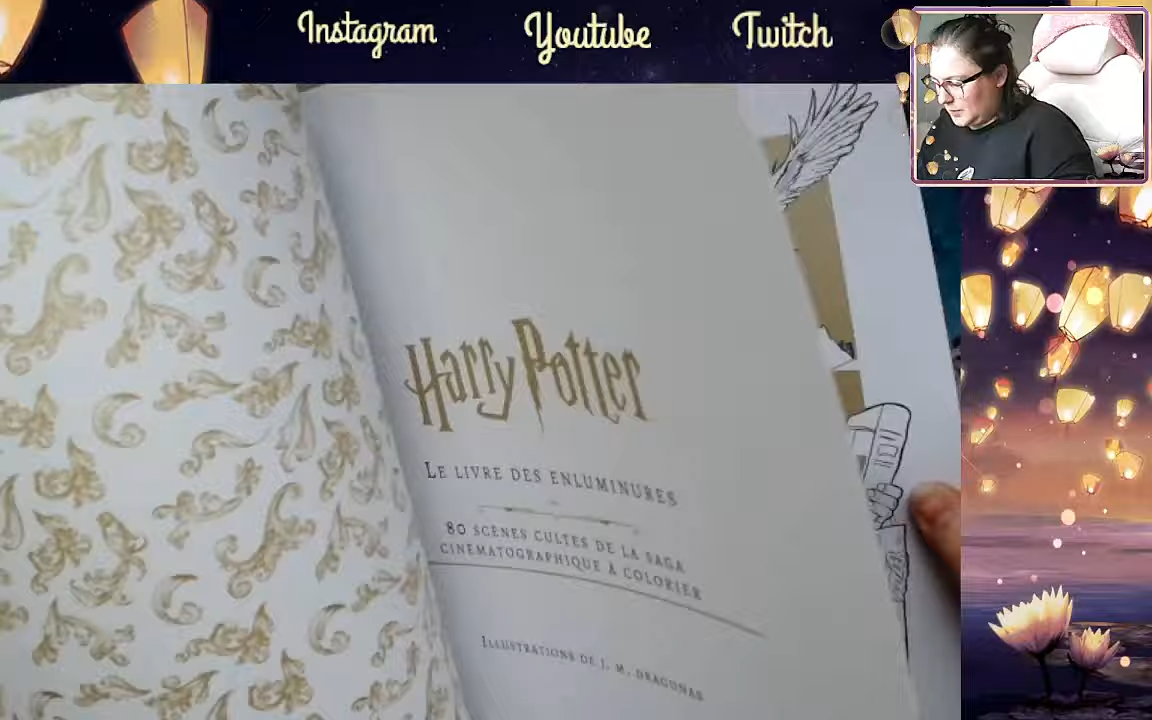 Instagram
Youtube
Twitch
Harry Potter
LE LIVRE DES ENLUMINURES
80 SCÈNES CULTES DE LA SAGA
CINÉMATOGRAPHIQUE À COLORIER
ILLUSTRATIONS DE J. M. DRAGUNAS